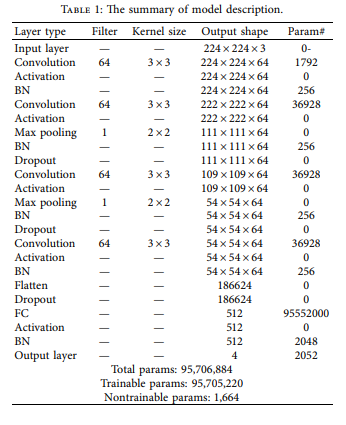 TABLE 1: The summary of model description.
Layer type Filter Kernel size Output shape Param#
Input layer — — 224 × 224 × 3 0-
Convolution 64 3 × 3 224 × 224 × 64 1792
Activation — — 224 × 224 × 64 0
BN — — 224 × 224 × 64 256
Convolution 64 3 × 3 222 × 222 × 64 36928
Activation — — 222 × 222 × 64 0
Max pooling 1 2 × 2 111 × 111 × 64 0
BN — — 111 × 111 × 64 256
Dropout — — 111 × 111 × 64 0
Convolution 64 3 × 3 109 × 109 × 64 36928
Activation — — 109 × 109 × 64 0
Max pooling 1 2 × 2 54 × 54 × 64 0
BN — — 54 × 54 × 64 256
Dropout — — 54 × 54 × 64 0
Convolution 64 3 × 3 54 × 54 × 64 36928
Activation — — 54 × 54 × 64 0
BN — — 54 × 54 × 64 256
Flatten — — 186624 0
Dropout — — 186624 0
FC — — 512 95552000
Activation — — 512 0
BN — — 512 2048
Output layer — — 4 2052
Total params: 95,706,884
Trainable params: 95,705,220
Nontrainable params: 1,664